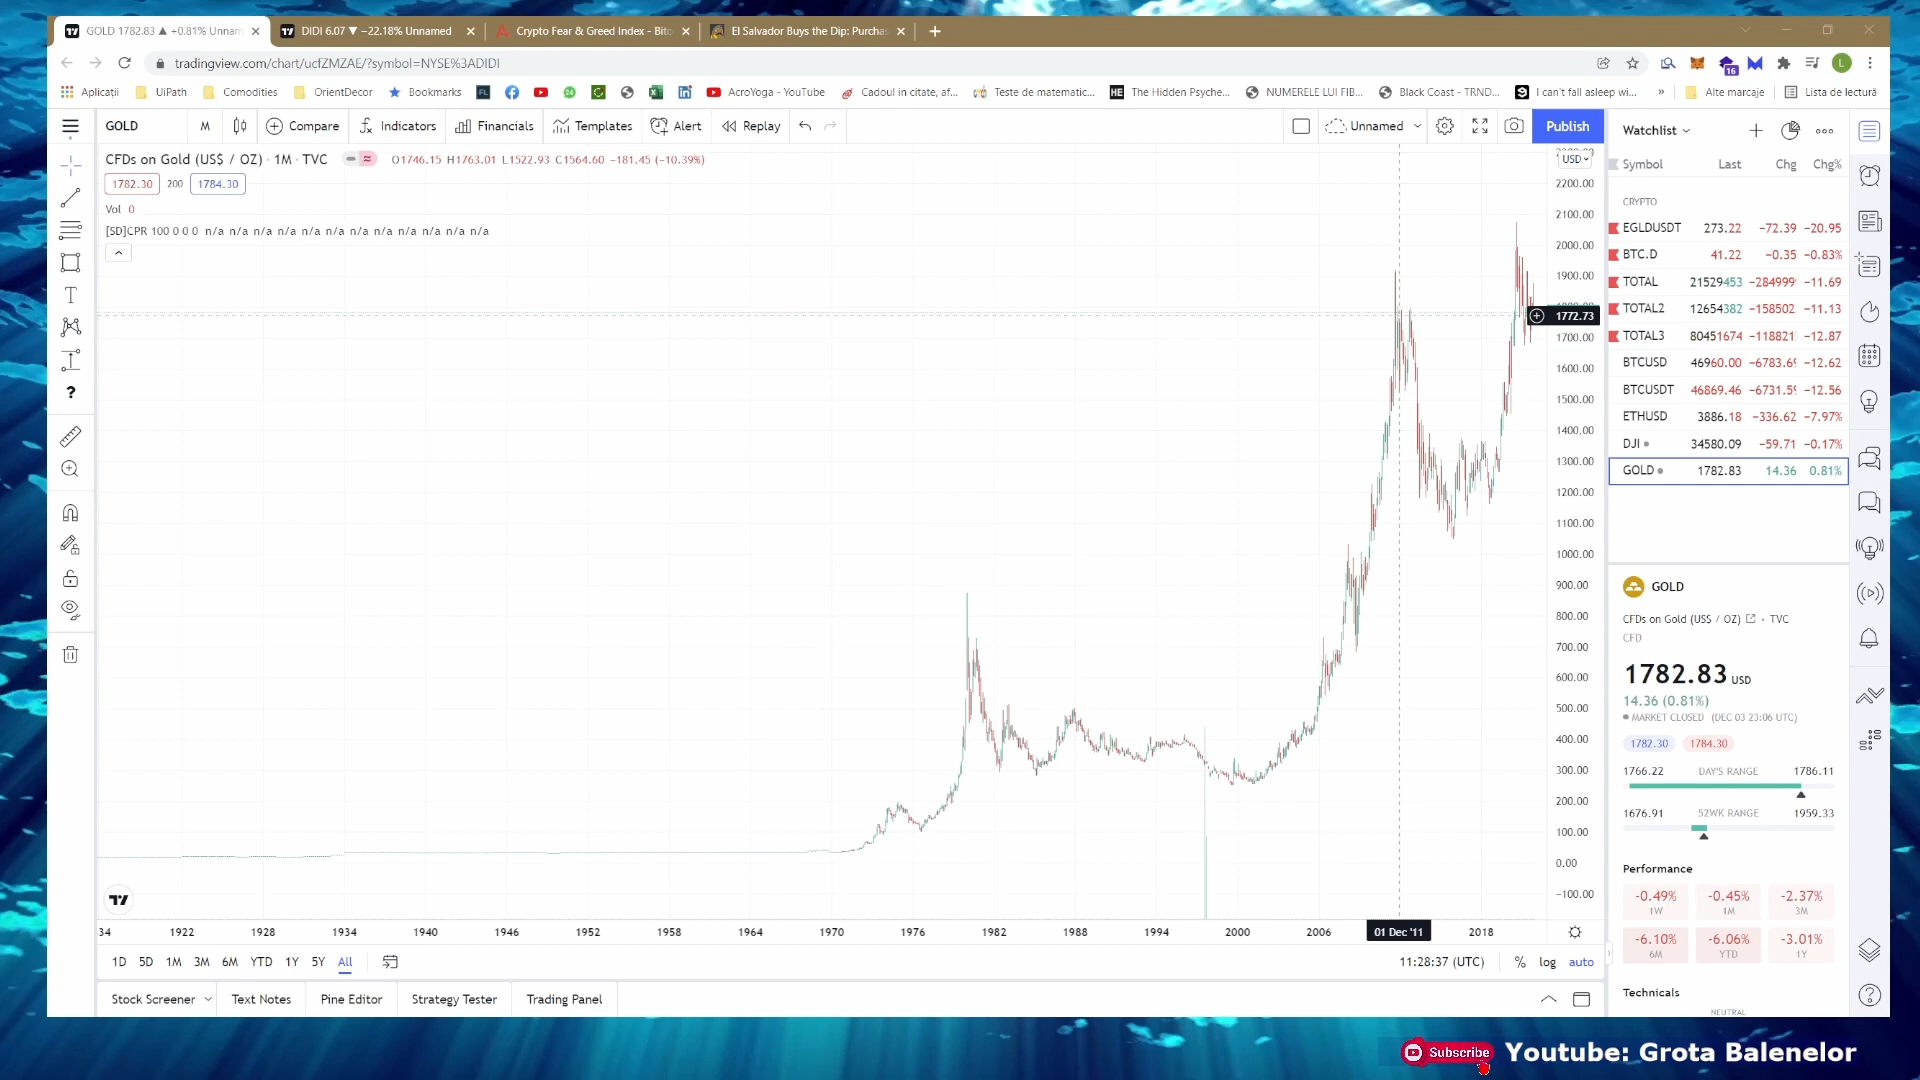 GOLD 1782.83 ▲ +0.81% Unnam
DIDI 6.07 ▼ −22.18% Unnamed
Crypto Fear & Greed Index - Bitc
El Salvador Buys the Dip: Purcha
tradingview.com/chart/ucfZMZAE/?symbol=NYSE%3ADIDI
16
L
Aplicații
UiPath
Comodities
OrientDecor
Bookmarks
AcroYoga - YouTube
Cadoul in citate, af...
Teste de matematic...
The Hidden Psyche...
NUMERELE LUI FIB...
Black Coast - TRND...
I can't fall asleep wi...
»
Alte marcaje
Lista de lectură
GOLD
M
Compare
Indicators
Financials
Templates
Alert
Replay
Unnamed
Publish
Watchlist
CFDs on Gold (US$ / OZ) · 1M · TVC
O1746.15 H1763.01 L1522.93 C1564.60 −181.45 (−10.39%)
1782.30 200 1784.30
Vol 0
[SD]CPR 100 0 0 0 n/a n/a n/a n/a n/a n/a n/a n/a n/a n/a n/a n/a
USD
2200.00
2100.00
2000.00
1900.00
1772.73
1700.00
1600.00
1500.00
1400.00
1300.00
1200.00
1100.00
1000.00
900.00
800.00
700.00
600.00
500.00
400.00
300.00
200.00
100.00
0.00
−100.00
34 1922 1928 1934 1940 1946 1952 1958 1964 1970 1976 1982 1988 1994 2000 2006 01 Dec '11 2018
1D 5D 1M 3M 6M YTD 1Y 5Y All
11:28:37 (UTC) % log auto
Stock Screener
Text Notes
Pine Editor
Strategy Tester
Trading Panel
Symbol Last Chg Chg%
CRYPTO
EGLDUSDT 273.22 −72.39 −20.95
BTC.D 41.22 −0.35 −0.83%
TOTAL 21529453 −284999 −11.69
TOTAL2 12654382 −158502 −11.13
TOTAL3 80451674 −118821 −12.87
BTCUSD 46960.00 −6783.69 −12.62
BTCUSDT 46869.46 −6731.59 −12.56
ETHUSD 3886.18 −336.62 −7.97%
DJI 34580.09 −59.71 −0.17%
GOLD 1782.83 14.36 0.81%
GOLD
CFDs on Gold (US$ / OZ) · TVC
CFD
1782.83 USD
14.36 (0.81%)
MARKET CLOSED (DEC 03 23:06 UTC)
1782.30 1784.30
1766.22 DAY'S RANGE 1786.11
1676.91 52WK RANGE 1959.33
Performance
−0.49% −0.45% −2.37%
1W 1M 3M
−6.10% −6.06% −3.01%
6M YTD 1Y
Technicals
NEUTRAL
Subscribe
Youtube: Grota Balenelor